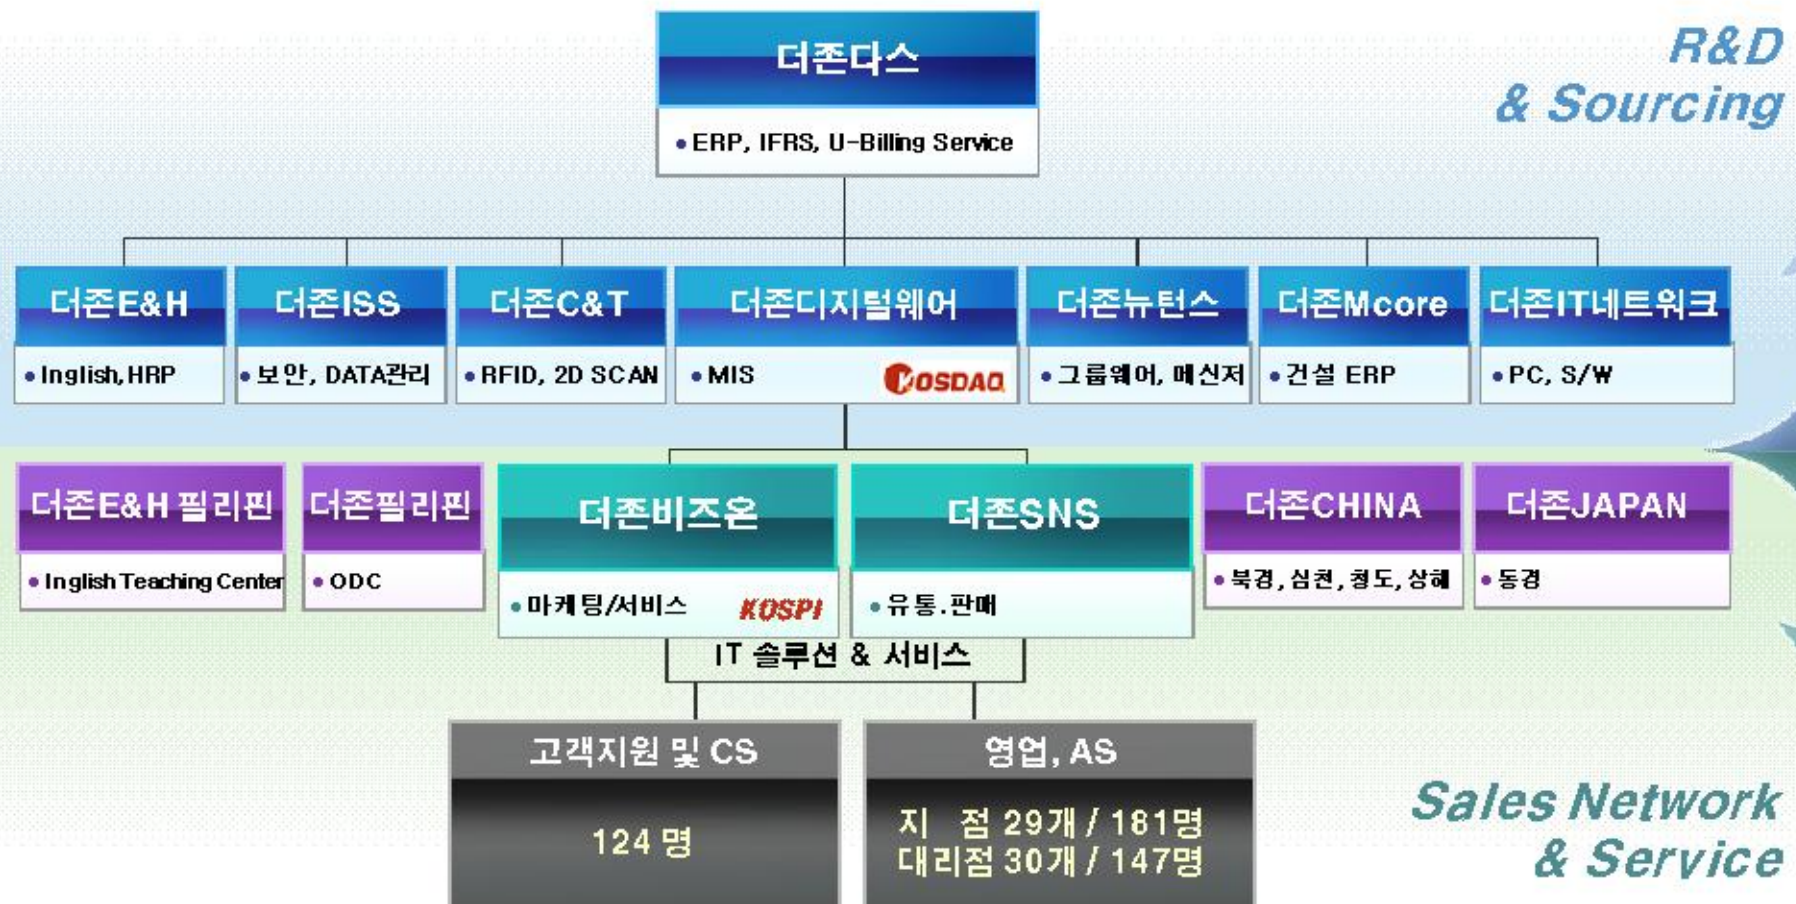 더존다스
R&D
& Sourcing
• ERP, IFRS, U-Billing Service
더존E&H
더존ISS
더존C&T
더존디지털웨어
더존뉴턴스
더존Mcore
더존IT네트워크
• Inglish, HRP
• 보안, DATA관리
• RFID, 2D SCAN
• MIS
KOSDAQ
• 그룹웨어, 메신저
• 건설 ERP
• PC, S/W
더존E&H 필리핀
더존필리핀
더존비즈온
더존SNS
더존CHINA
더존JAPAN
• Inglish Teaching Center
• ODC
• 마케팅/서비스
KOSPI
• 유통.판매
• 북경, 심천, 청도, 상해
• 동경
IT 솔루션 & 서비스
고객지원 및 CS
영업, AS
124 명
지 점 29개 / 181명
대리점 30개 / 147명
Sales Network
& Service